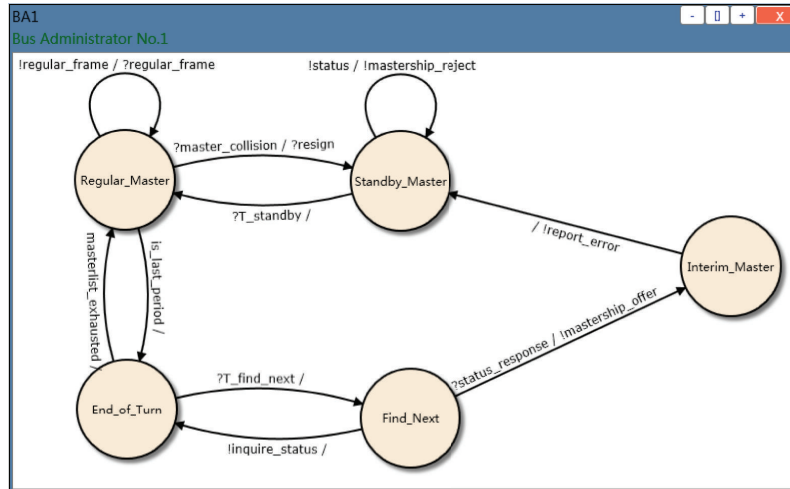 BA1
- [] + X
Bus Administrator No.1
!regular_frame / ?regular_frame
!status / !mastership_reject
?master_collision / ?resign
Regular_Master
Standby_Master
?T_standby /
/ !report_error
masterlist_exhausted /
is_last_period /
Interim_Master
?status_response / !mastership_offer
?T_find_next /
End_of_Turn
Find_Next
!inquire_status /